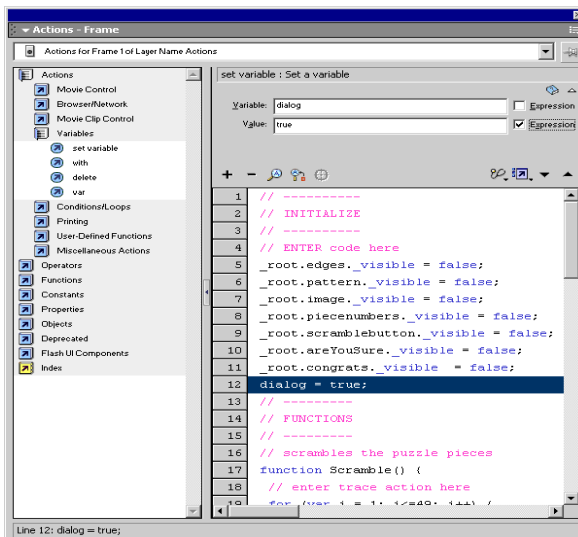 Actions - Frame
Actions for Frame 1 of Layer Name Actions
Actions
Movie Control
Browser/Network
Movie Clip Control
Variables
set variable
with
delete
var
Conditions/Loops
Printing
User-Defined Functions
Miscellaneous Actions
Operators
Functions
Constants
Properties
Objects
Deprecated
Flash UI Components
Index
set variable : Set a variable
Variable: dialog Expression
Value: true Expression
1 // ----------
2 // INITIALIZE
3 // ----------
4 // ENTER code here
5 _root.edges._visible = false;
6 _root.pattern._visible = false;
7 _root.image._visible = false;
8 _root.piecenumbers._visible = false;
9 _root.scramblebutton._visible = false;
10 _root.areYouSure._visible = false;
11 _root.congrats._visible  = false;
12 dialog = true;
13 // ---------
14 // FUNCTIONS
15 // ---------
16 // scrambles the puzzle pieces
17 function Scramble() {
18 // enter trace action here
19 for (var i = 1; i<=49; i++) {
Line 12: dialog = true;